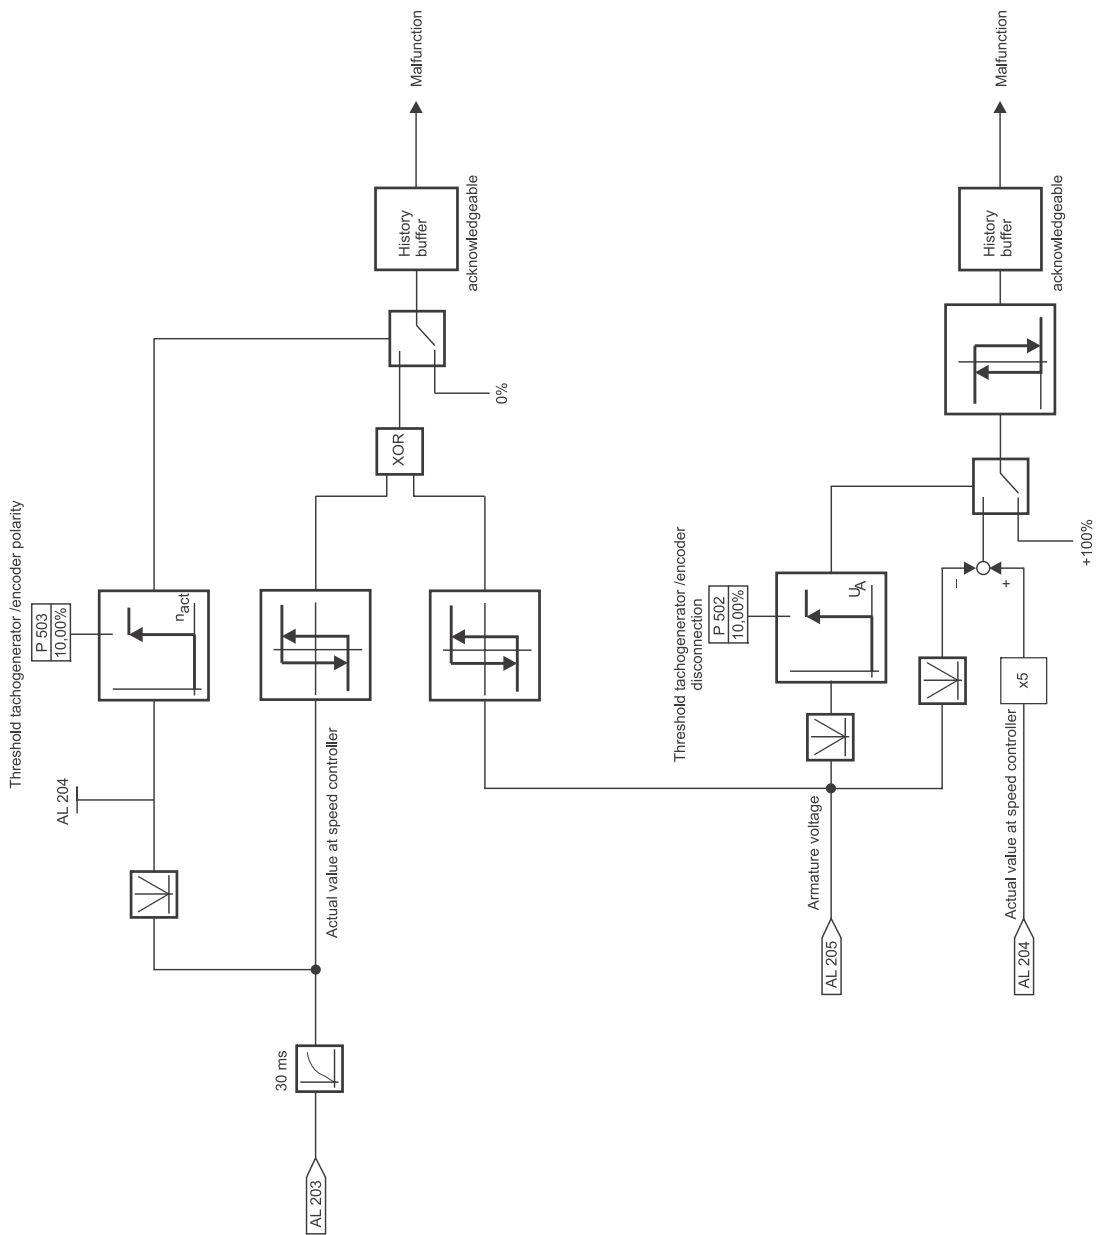 Threshold tachogenerator /encoder polarity
P 503
10,00%
n act
AL 204
30 ms
AL 203
Actual value at speed controller
XOR
0%
History
buffer
acknowledgeable
Malfunction
Threshold tachogenerator /encoder
disconnection
P 502
10,00%
U A
Armature voltage
AL 205
Actual value at speed controller
AL 204
x5
–
+
+100%
History
buffer
acknowledgeable
Malfunction